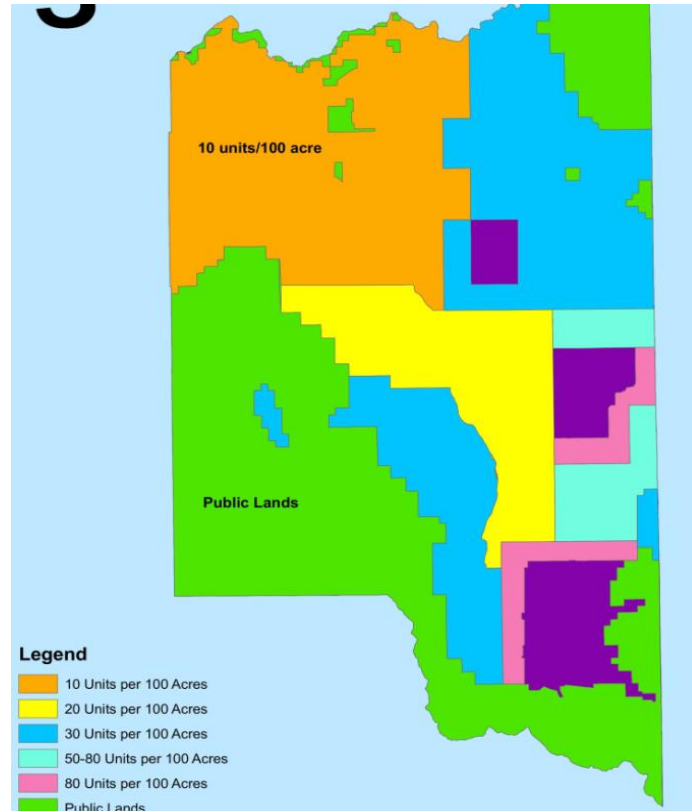 10 units/100 acre
Public Lands
Legend
10 Units per 100 Acres
20 Units per 100 Acres
30 Units per 100 Acres
50-80 Units per 100 Acres
80 Units per 100 Acres
Public Lands